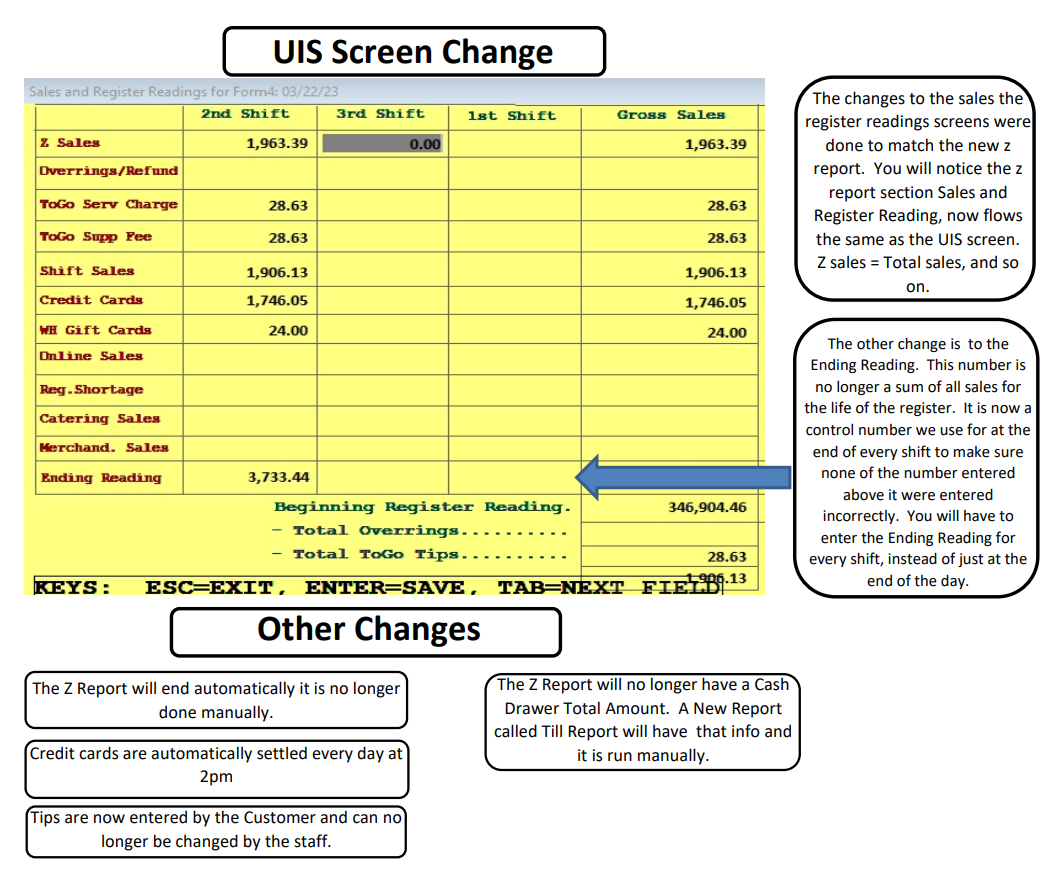 UIS Screen Change
Sales and Register Readings for Form4: 03/22/23
2nd Shift 3rd Shift 1st Shift Gross Sales
Z Sales 1,963.39 0.00 1,963.39
Overrings/Refund
ToGo Serv Charge 28.63 28.63
ToGo Supp Fee 28.63 28.63
Shift Sales 1,906.13 1,906.13
Credit Cards 1,746.05 1,746.05
WH Gift Cards 24.00 24.00
Online Sales
Reg.Shortage
Catering Sales
Merchand. Sales
Ending Reading 3,733.44
Beginning Register Reading. 346,904.46
- Total Overrings..........
- Total ToGo Tips.......... 28.63
1,906.13
KEYS: ESC=EXIT, ENTER=SAVE, TAB=NEXT FIELD
The changes to the sales the
register readings screens were
done to match the new z
report. You will notice the z
report section Sales and
Register Reading, now flows
the same as the UIS screen.
Z sales = Total sales, and so
on.
The other change is to the
Ending Reading. This number is
no longer a sum of all sales for
the life of the register. It is now a
control number we use for at the
end of every shift to make sure
none of the number entered
above it were entered
incorrectly. You will have to
enter the Ending Reading for
every shift, instead of just at the
end of the day.
Other Changes
The Z Report will end automatically it is no longer
done manually.
Credit cards are automatically settled every day at
2pm
Tips are now entered by the Customer and can no
longer be changed by the staff.
The Z Report will no longer have a Cash
Drawer Total Amount. A New Report
called Till Report will have that info and
it is run manually.